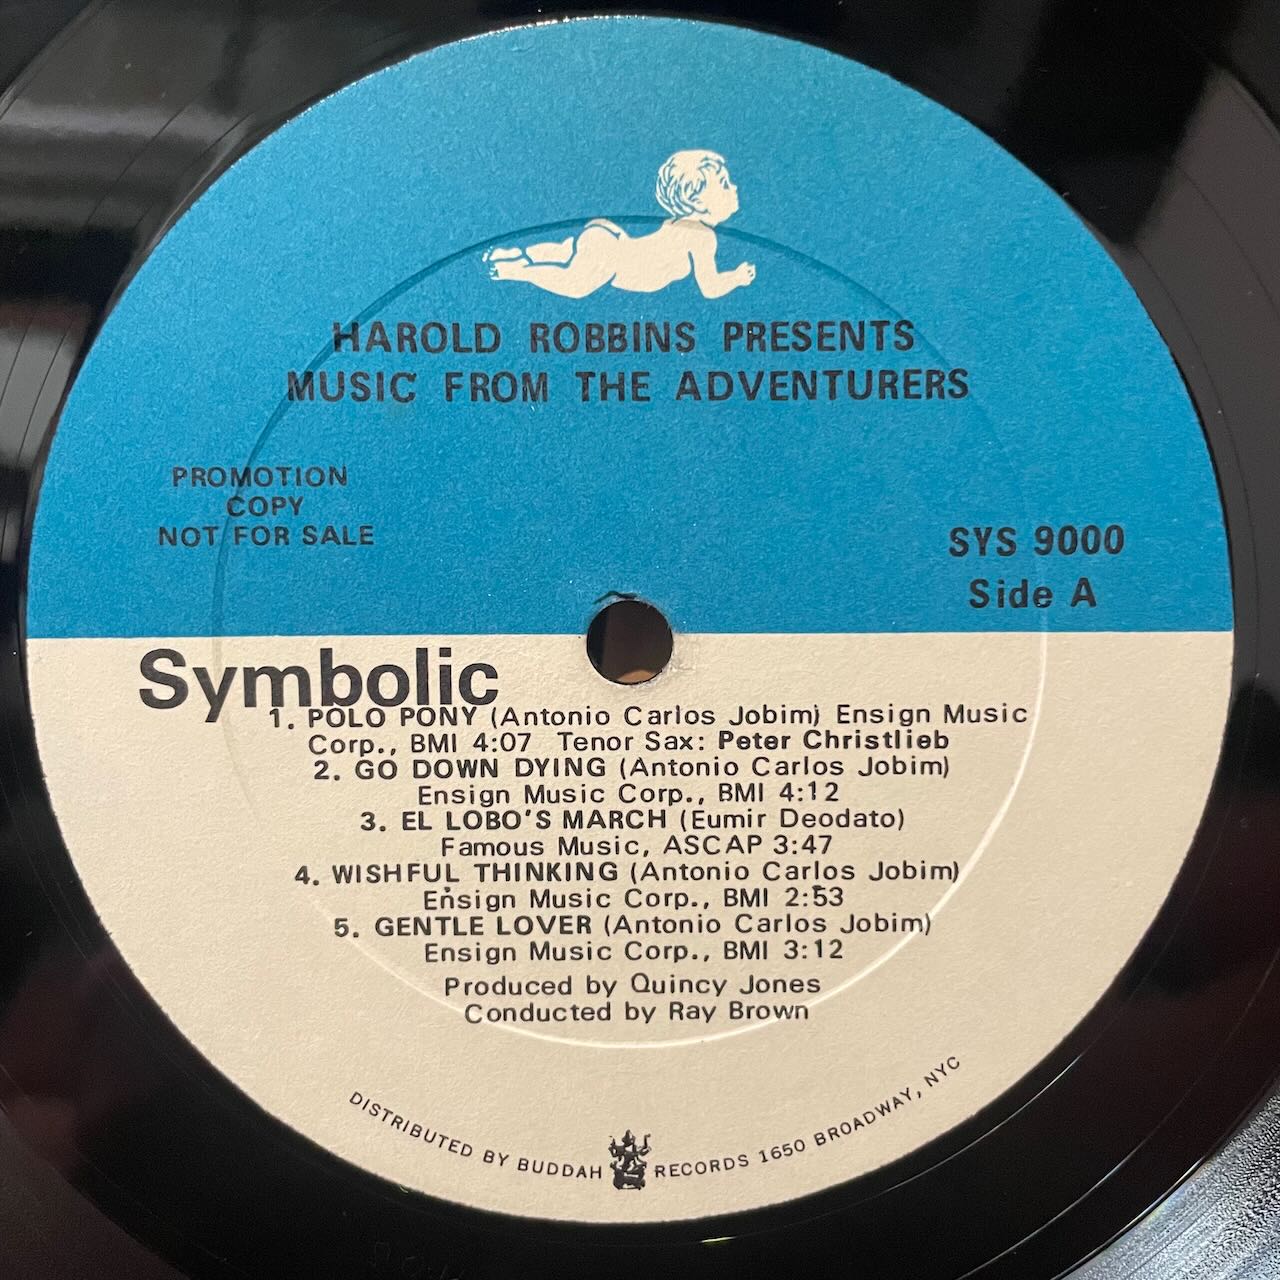 HAROLD ROBBINS PRESENTS
MUSIC FROM THE ADVENTURERS
PROMOTION
COPY
NOT FOR SALE
SYS 9000
Side A
Symbolic
1. POLO PONY (Antonio Carlos Jobim) Ensign Music
Corp., BMI 4:07 Tenor Sax: Peter Christlieb
2. GO DOWN DYING (Antonio Carlos Jobim)
Ensign Music Corp., BMI 4:12
3. EL LOBO'S MARCH (Eumir Deodato)
Famous Music, ASCAP 3:47
4. WISHFUL THINKING (Antonio Carlos Jobim)
Ensign Music Corp., BMI 2:53
5. GENTLE LOVER (Antonio Carlos Jobim)
Ensign Music Corp., BMI 3:12
Produced by Quincy Jones
Conducted by Ray Brown
DISTRIBUTED BY BUDDAH RECORDS 1650 BROADWAY, NYC